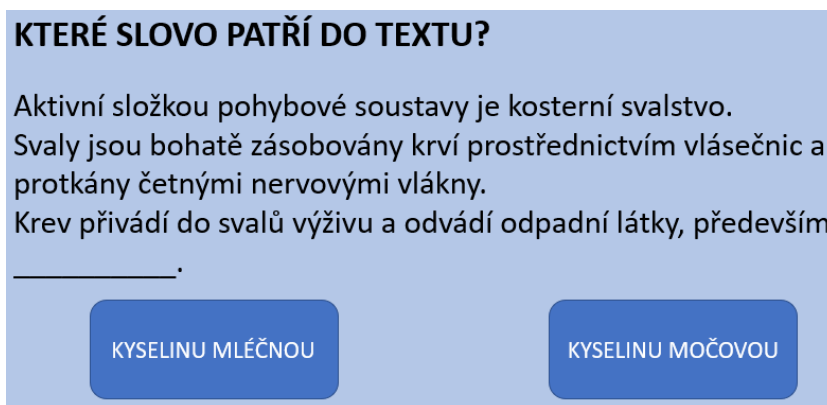 KTERÉ SLOVO PATŘÍ DO TEXTU?
Aktivní složkou pohybové soustavy je kosterní svalstvo.
Svaly jsou bohatě zásobovány krví prostřednictvím vlásečnic a
protkány četnými nervovými vlákny.
Krev přivádí do svalů výživu a odvádí odpadní látky, především
__________.
KYSELINU MLÉČNOU
KYSELINU MOČOVOU